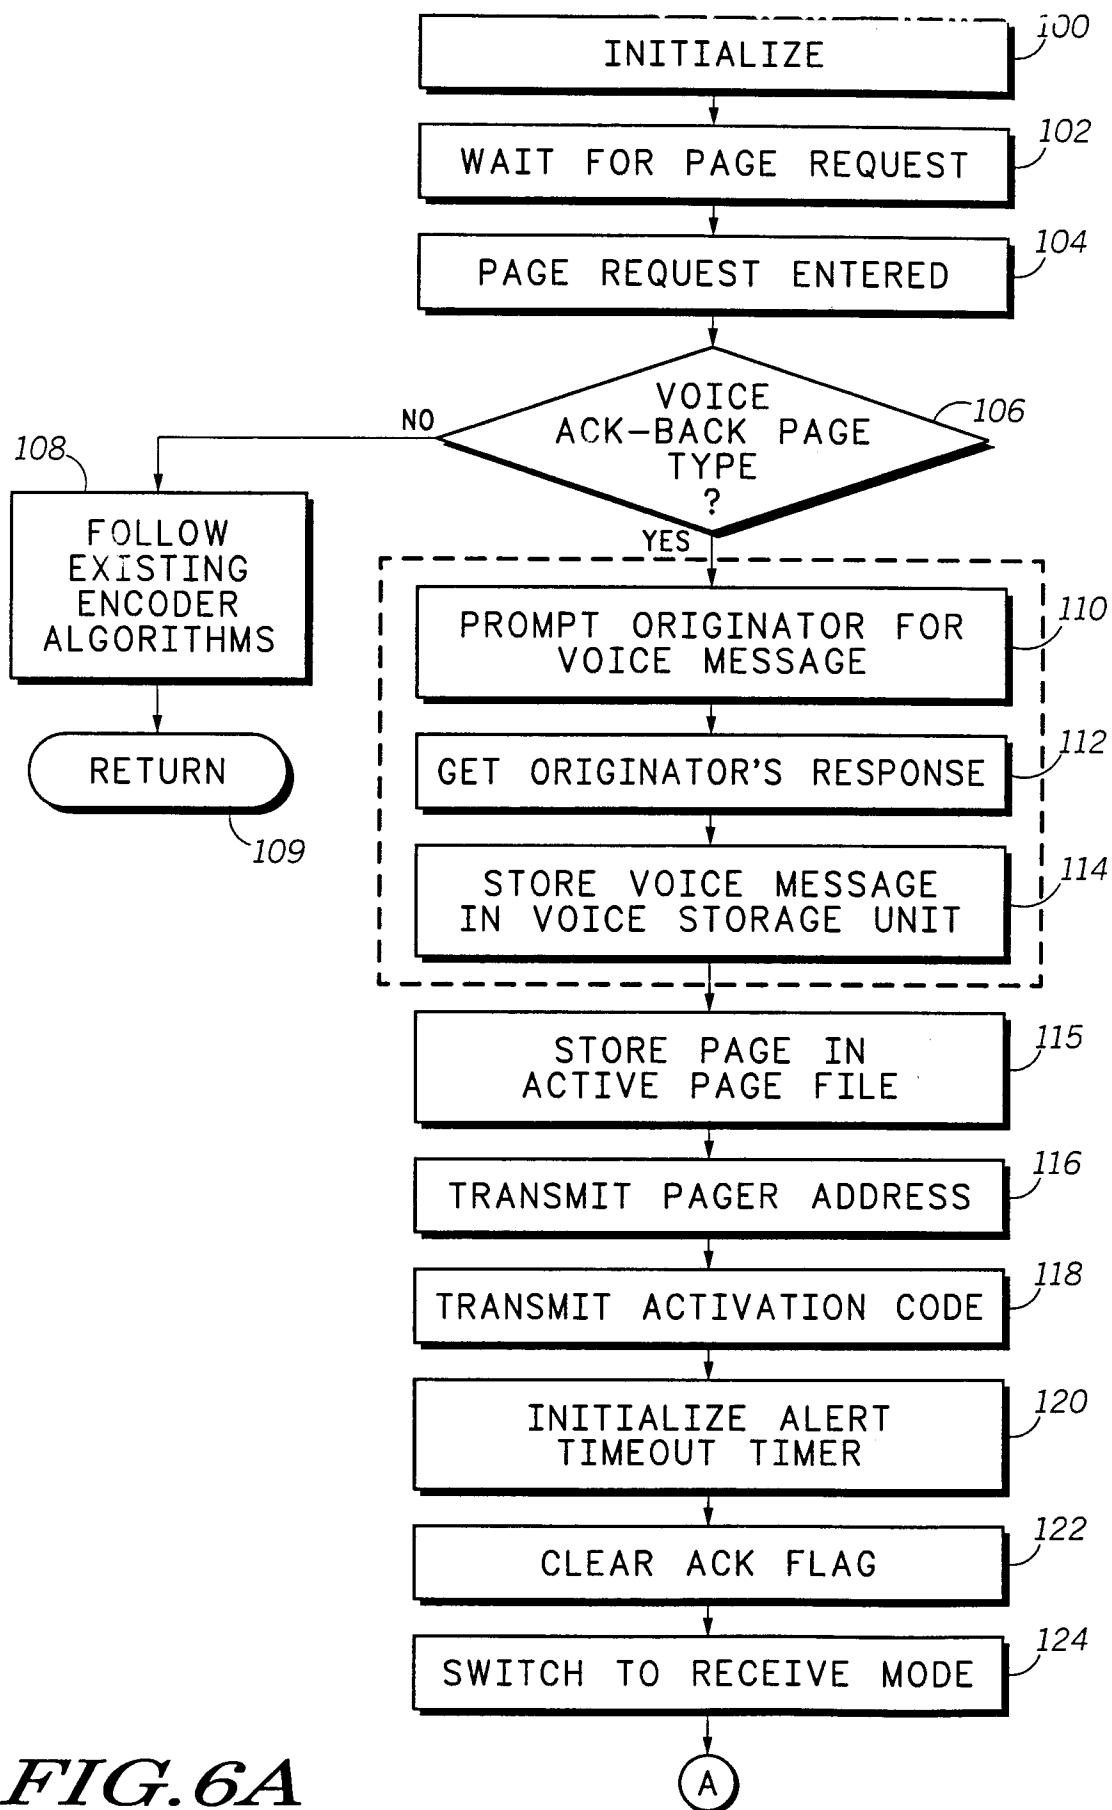 100
INITIALIZE
102
WAIT FOR PAGE REQUEST
104
PAGE REQUEST ENTERED
VOICE
ACK-BACK PAGE
TYPE
?
106
NO
108
FOLLOW
EXISTING
ENCODER
ALGORITHMS
RETURN
109
YES
110
PROMPT ORIGINATOR FOR
VOICE MESSAGE
112
GET ORIGINATOR'S RESPONSE
114
STORE VOICE MESSAGE
IN VOICE STORAGE UNIT
115
STORE PAGE IN
ACTIVE PAGE FILE
116
TRANSMIT PAGER ADDRESS
118
TRANSMIT ACTIVATION CODE
120
INITIALIZE ALERT
TIMEOUT TIMER
122
CLEAR ACK FLAG
124
SWITCH TO RECEIVE MODE
A
FIG.6A